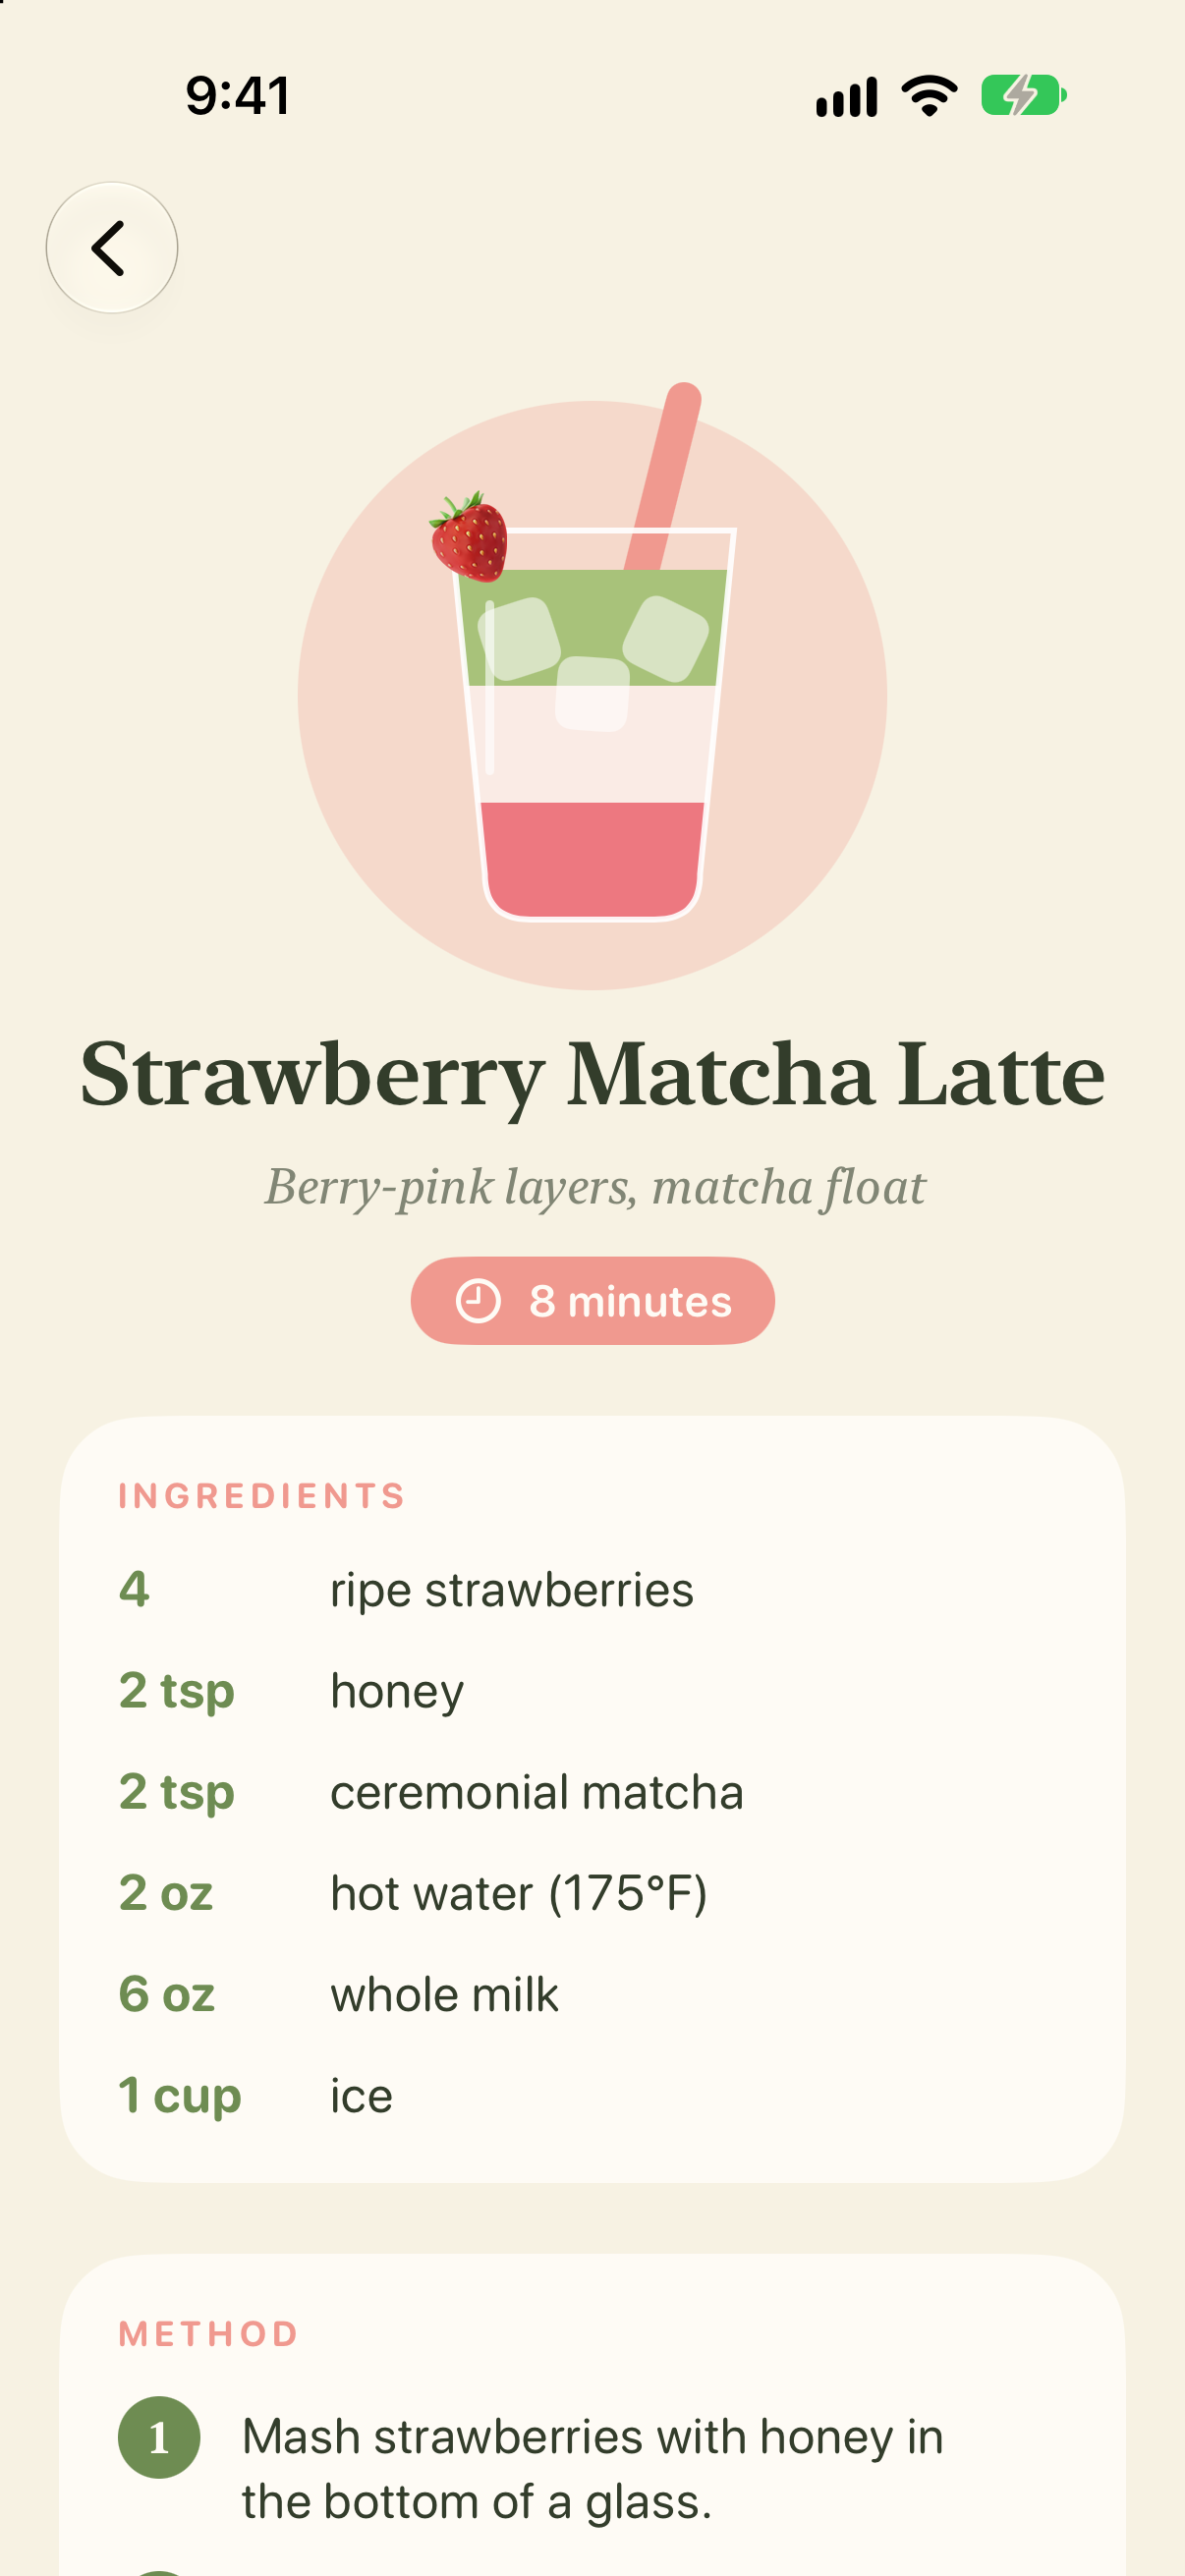 9:41
Strawberry Matcha Latte
Berry-pink layers, matcha float
8 minutes
INGREDIENTS
4 ripe strawberries
2 tsp honey
2 tsp ceremonial matcha
2 oz hot water (175°F)
6 oz whole milk
1 cup ice
METHOD
1 Mash strawberries with honey in
the bottom of a glass.